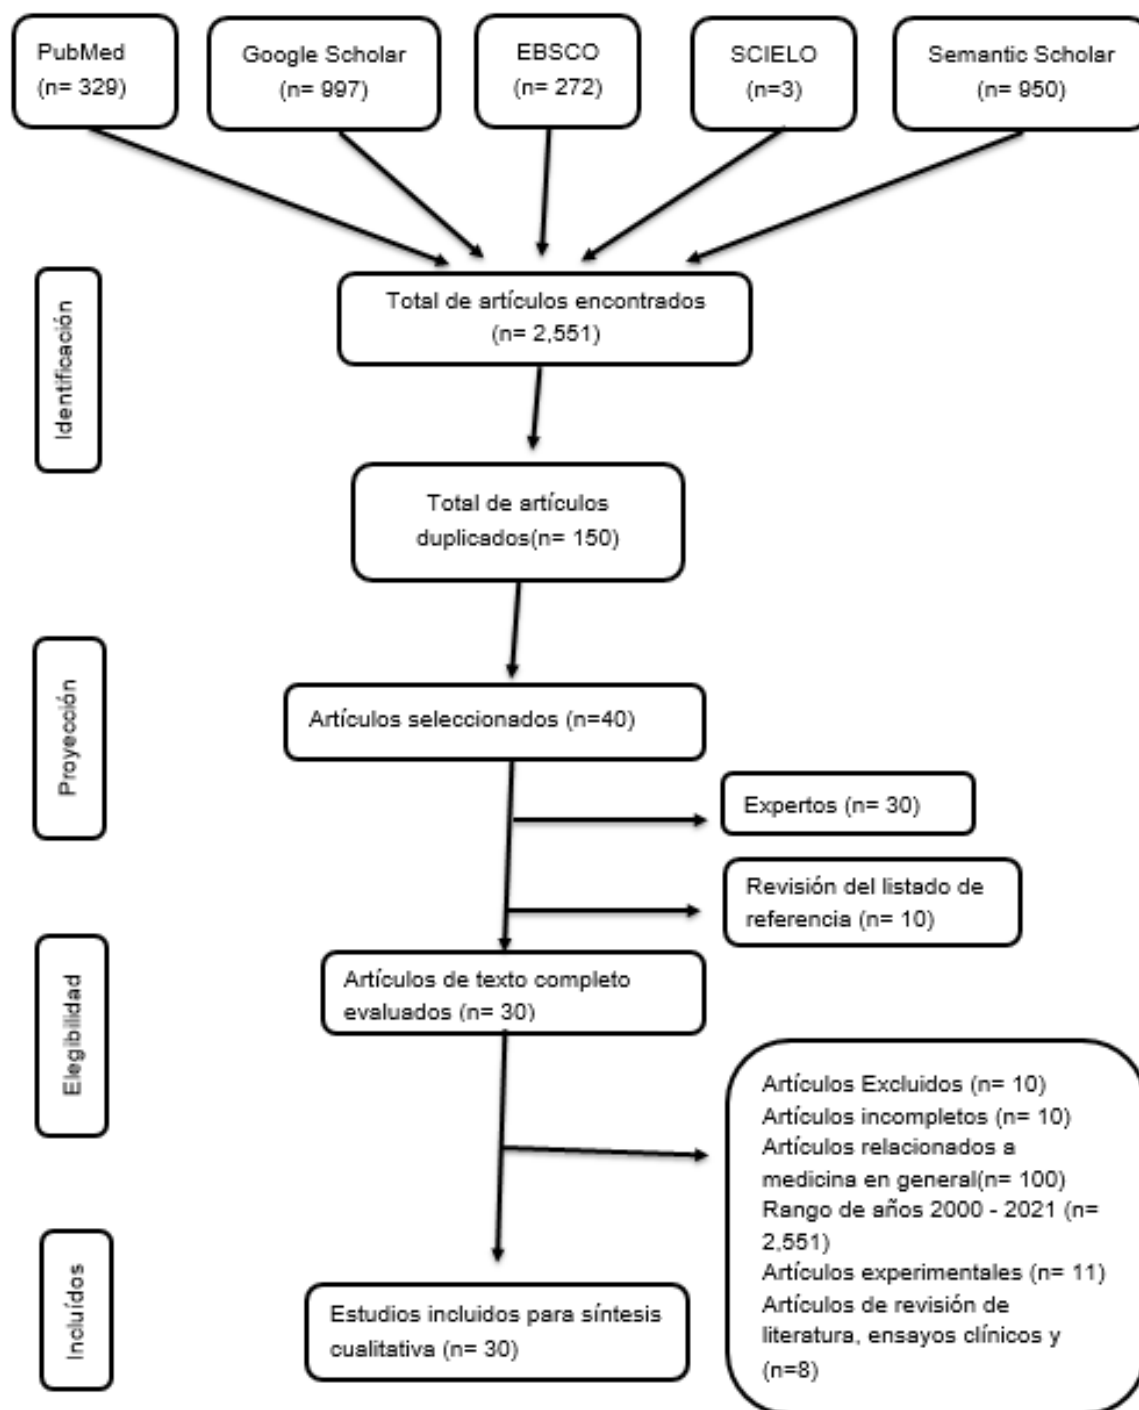 PubMed
(n= 329)
Google Scholar
(n= 997)
EBSCO
(n= 272)
SCIELO
(n=3)
Semantic Scholar
(n= 950)
Identificación
Total de artículos encontrados
(n= 2,551)
Total de artículos
duplicados(n= 150)
Proyección
Artículos seleccionados (n=40)
Expertos (n= 30)
Revisión del listado de
referencia (n= 10)
Elegibilidad
Artículos de texto completo
evaluados (n= 30)
Artículos Excluidos (n= 10)
Artículos incompletos (n= 10)
Artículos relacionados a
medicina en general(n= 100)
Rango de años 2000 - 2021 (n=
2,551)
Artículos experimentales (n= 11)
Artículos de revisión de
literatura, ensayos clínicos y
(n=8)
Incluídos
Estudios incluidos para síntesis
cualitativa (n= 30)